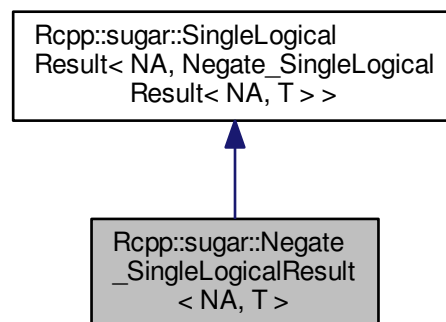 Rcpp::sugar::SingleLogical
Result< NA, Negate_SingleLogical
Result< NA, T > >
Rcpp::sugar::Negate
_SingleLogicalResult
< NA, T >